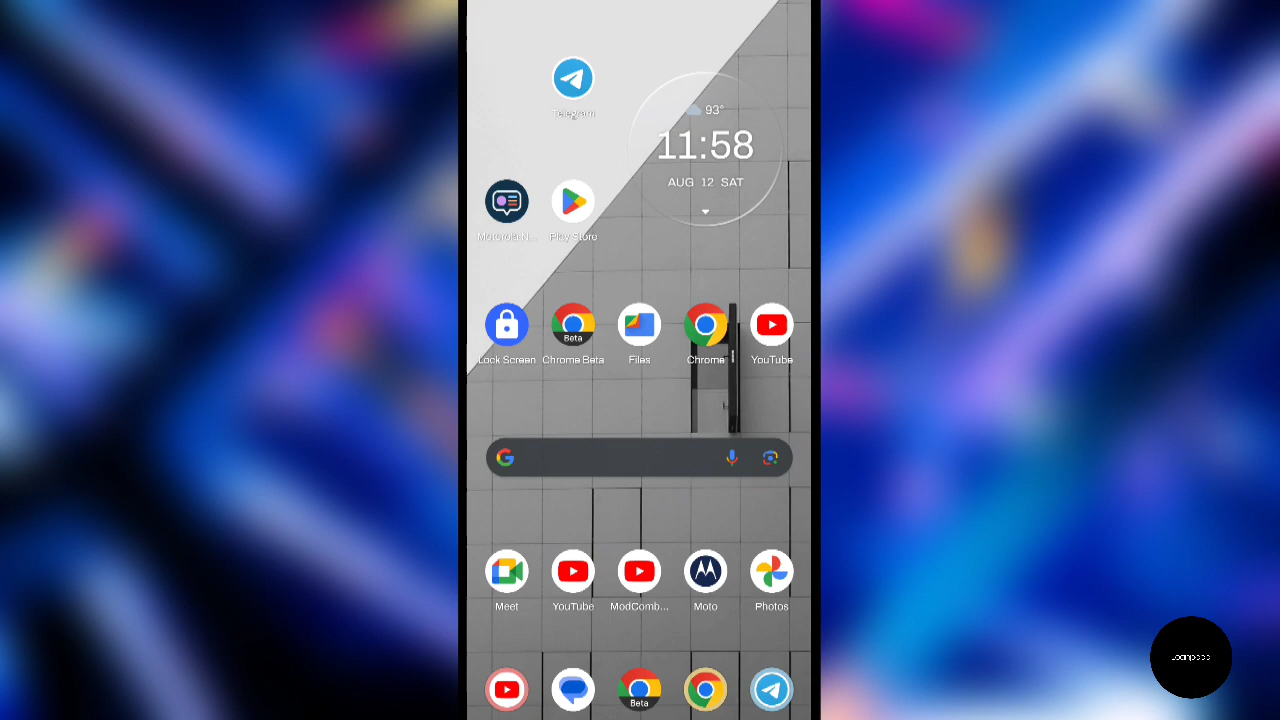 Telegram
93°
11:58
AUG 12 SAT
Motorola N...
Play Store
Lock Screen
Chrome Beta
Files
Chrome
YouTube
Beta
Meet
YouTube
ModComb...
Moto
Photos
Beta